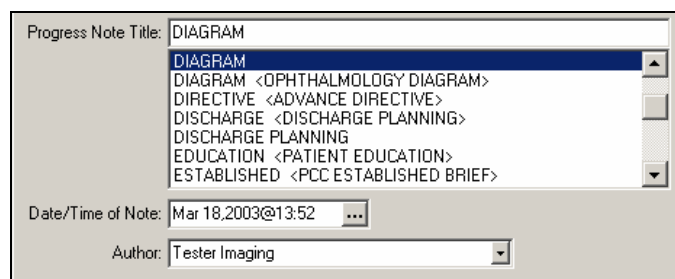 Progress Note Title: DIAGRAM
DIAGRAM
DIAGRAM <OPHTHALMOLOGY DIAGRAM>
DIRECTIVE <ADVANCE DIRECTIVE>
DISCHARGE <DISCHARGE PLANNING>
DISCHARGE PLANNING
EDUCATION <PATIENT EDUCATION>
ESTABLISHED <PCC ESTABLISHED BRIEF>
Date/Time of Note: Mar 18,2003@13:52 ...
Author: Tester Imaging